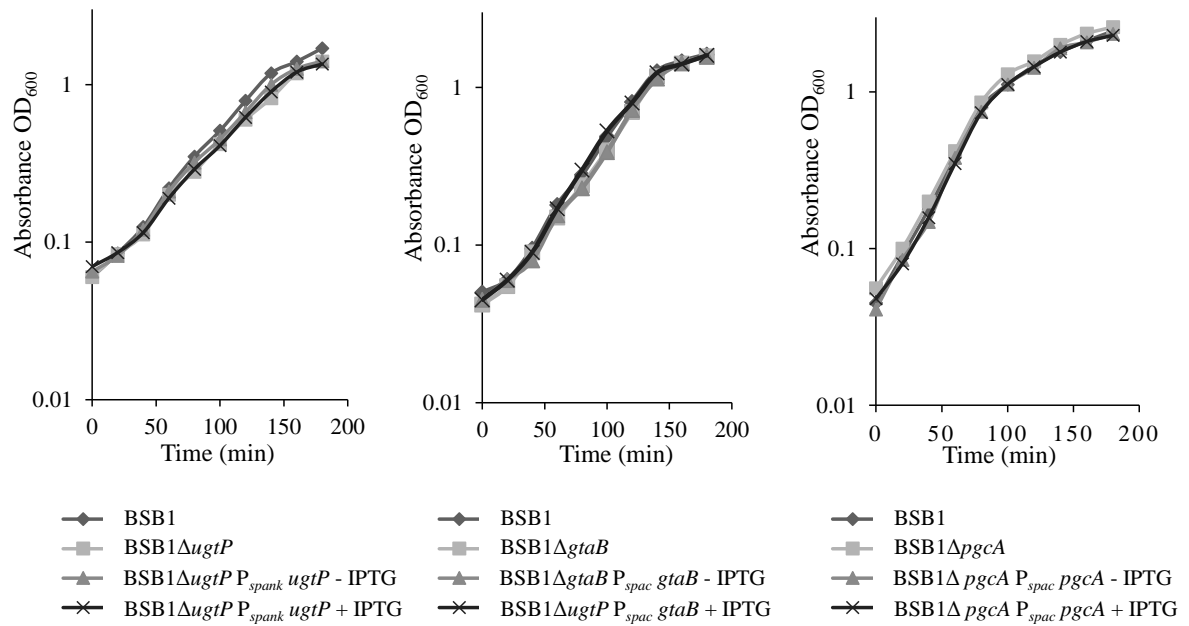 Absorbance OD600
1
0.1
0.01
0 50 100 150 200
Time (min)
BSB1
BSB1ΔugtP
BSB1ΔugtP Pspank ugtP - IPTG
BSB1ΔugtP Pspank ugtP + IPTG
Absorbance OD600
1
0.1
0.01
0 50 100 150 200
Time (min)
BSB1
BSB1ΔgtaB
BSB1ΔgtaB Pspac gtaB - IPTG
BSB1ΔugtP Pspac gtaB + IPTG
Absorbance OD600
1
0.1
0.01
0 50 100 150 200
Time (min)
BSB1
BSB1ΔpgcA
BSB1Δ pgcA Pspac pgcA - IPTG
BSB1Δ pgcA Pspac pgcA + IPTG